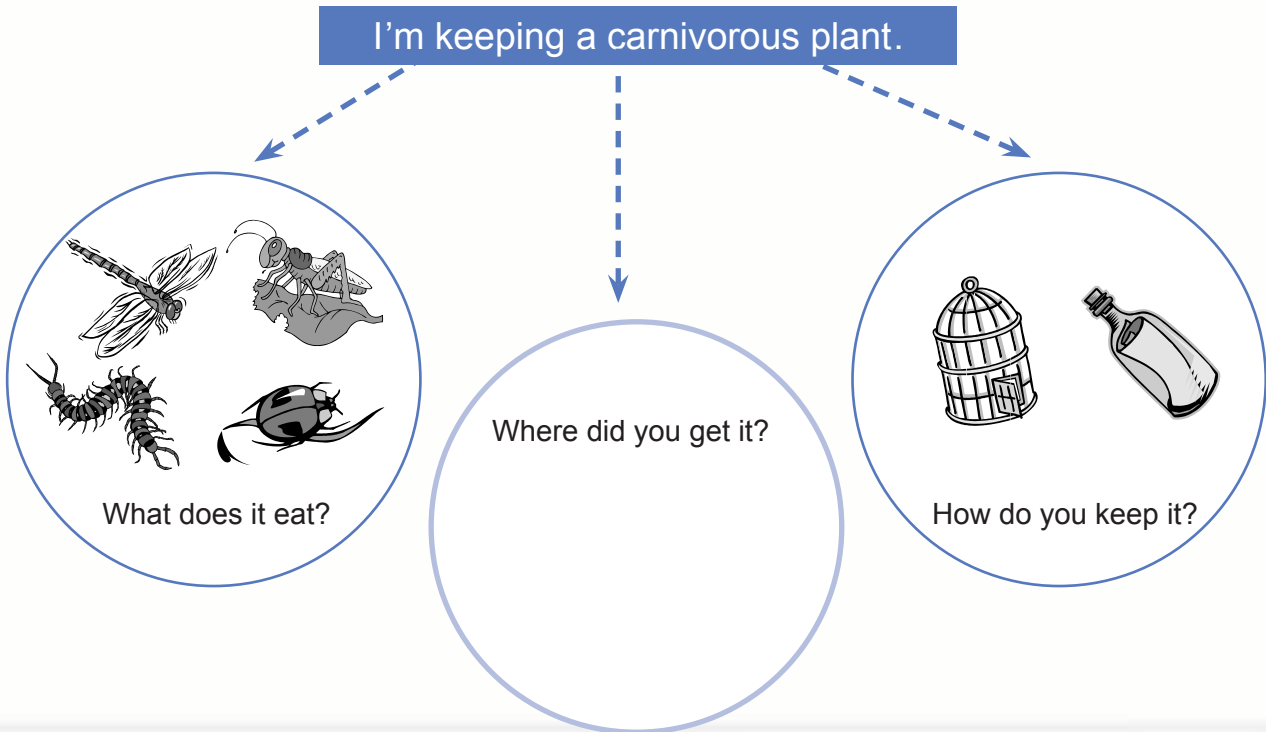 I'm keeping a carnivorous plant.
What does it eat?
Where did you get it?
How do you keep it?